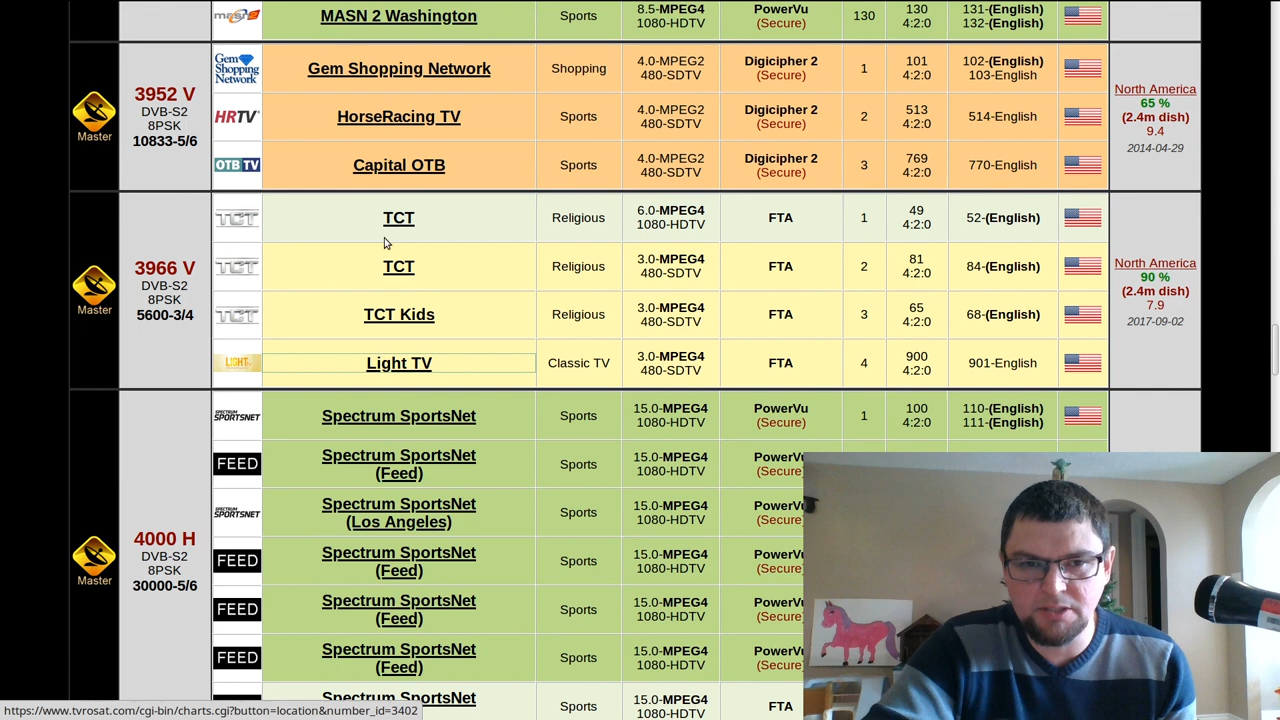 masn2 MASN 2 Washington Sports 8.5-MPEG4 PowerVu 130 130 131-(English)
1080-HDTV (Secure) 4:2:0 132-(English)
Master
3952 V
DVB-S2
8PSK
10833-5/6
Gem Shopping Network Gem Shopping Network Shopping 4.0-MPEG2 Digicipher 2 1 101 102-(English)
480-SDTV (Secure) 4:2:0 103-English
HRTV HorseRacing TV Sports 4.0-MPEG2 Digicipher 2 2 513 514-English
480-SDTV (Secure) 4:2:0
OTB TV Capital OTB Sports 4.0-MPEG2 Digicipher 2 3 769 770-English
480-SDTV (Secure) 4:2:0
North America
65 %
(2.4m dish)
9.4
2014-04-29
Master
3966 V
DVB-S2
8PSK
5600-3/4
TCT TCT Religious 6.0-MPEG4 FTA 1 49 52-(English)
1080-HDTV 4:2:0
TCT TCT Religious 3.0-MPEG4 FTA 2 81 84-(English)
480-SDTV 4:2:0
TCT TCT Kids Religious 3.0-MPEG4 FTA 3 65 68-(English)
480-SDTV 4:2:0
LIGHT Light TV Classic TV 3.0-MPEG4 FTA 4 900 901-English
480-SDTV 4:2:0
North America
90 %
(2.4m dish)
7.9
2017-09-02
Master
4000 H
DVB-S2
8PSK
30000-5/6
SPECTRUM SPORTSNET Spectrum SportsNet Sports 15.0-MPEG4 PowerVu 1 100 110-(English)
1080-HDTV (Secure) 4:2:0 111-(English)
FEED Spectrum SportsNet Sports 15.0-MPEG4 PowerVu
(Feed) 1080-HDTV (Secure
SPECTRUM SPORTSNET Spectrum SportsNet Sports 15.0-MPEG4 PowerVu
(Los Angeles) 1080-HDTV (Secure
FEED Spectrum SportsNet Sports 15.0-MPEG4 PowerVu
(Feed) 1080-HDTV (Secure
FEED Spectrum SportsNet Sports 15.0-MPEG4 PowerVu
(Feed) 1080-HDTV (Secure
FEED Spectrum SportsNet Sports 15.0-MPEG4 PowerVu
(Feed) 1080-HDTV (Secure
Spectrum SportsNet Sports 15.0-MPEG4 FTA
1080-HDTV
https://www.tvrosat.com/cgi-bin/charts.cgi?button=location&number_id=3402